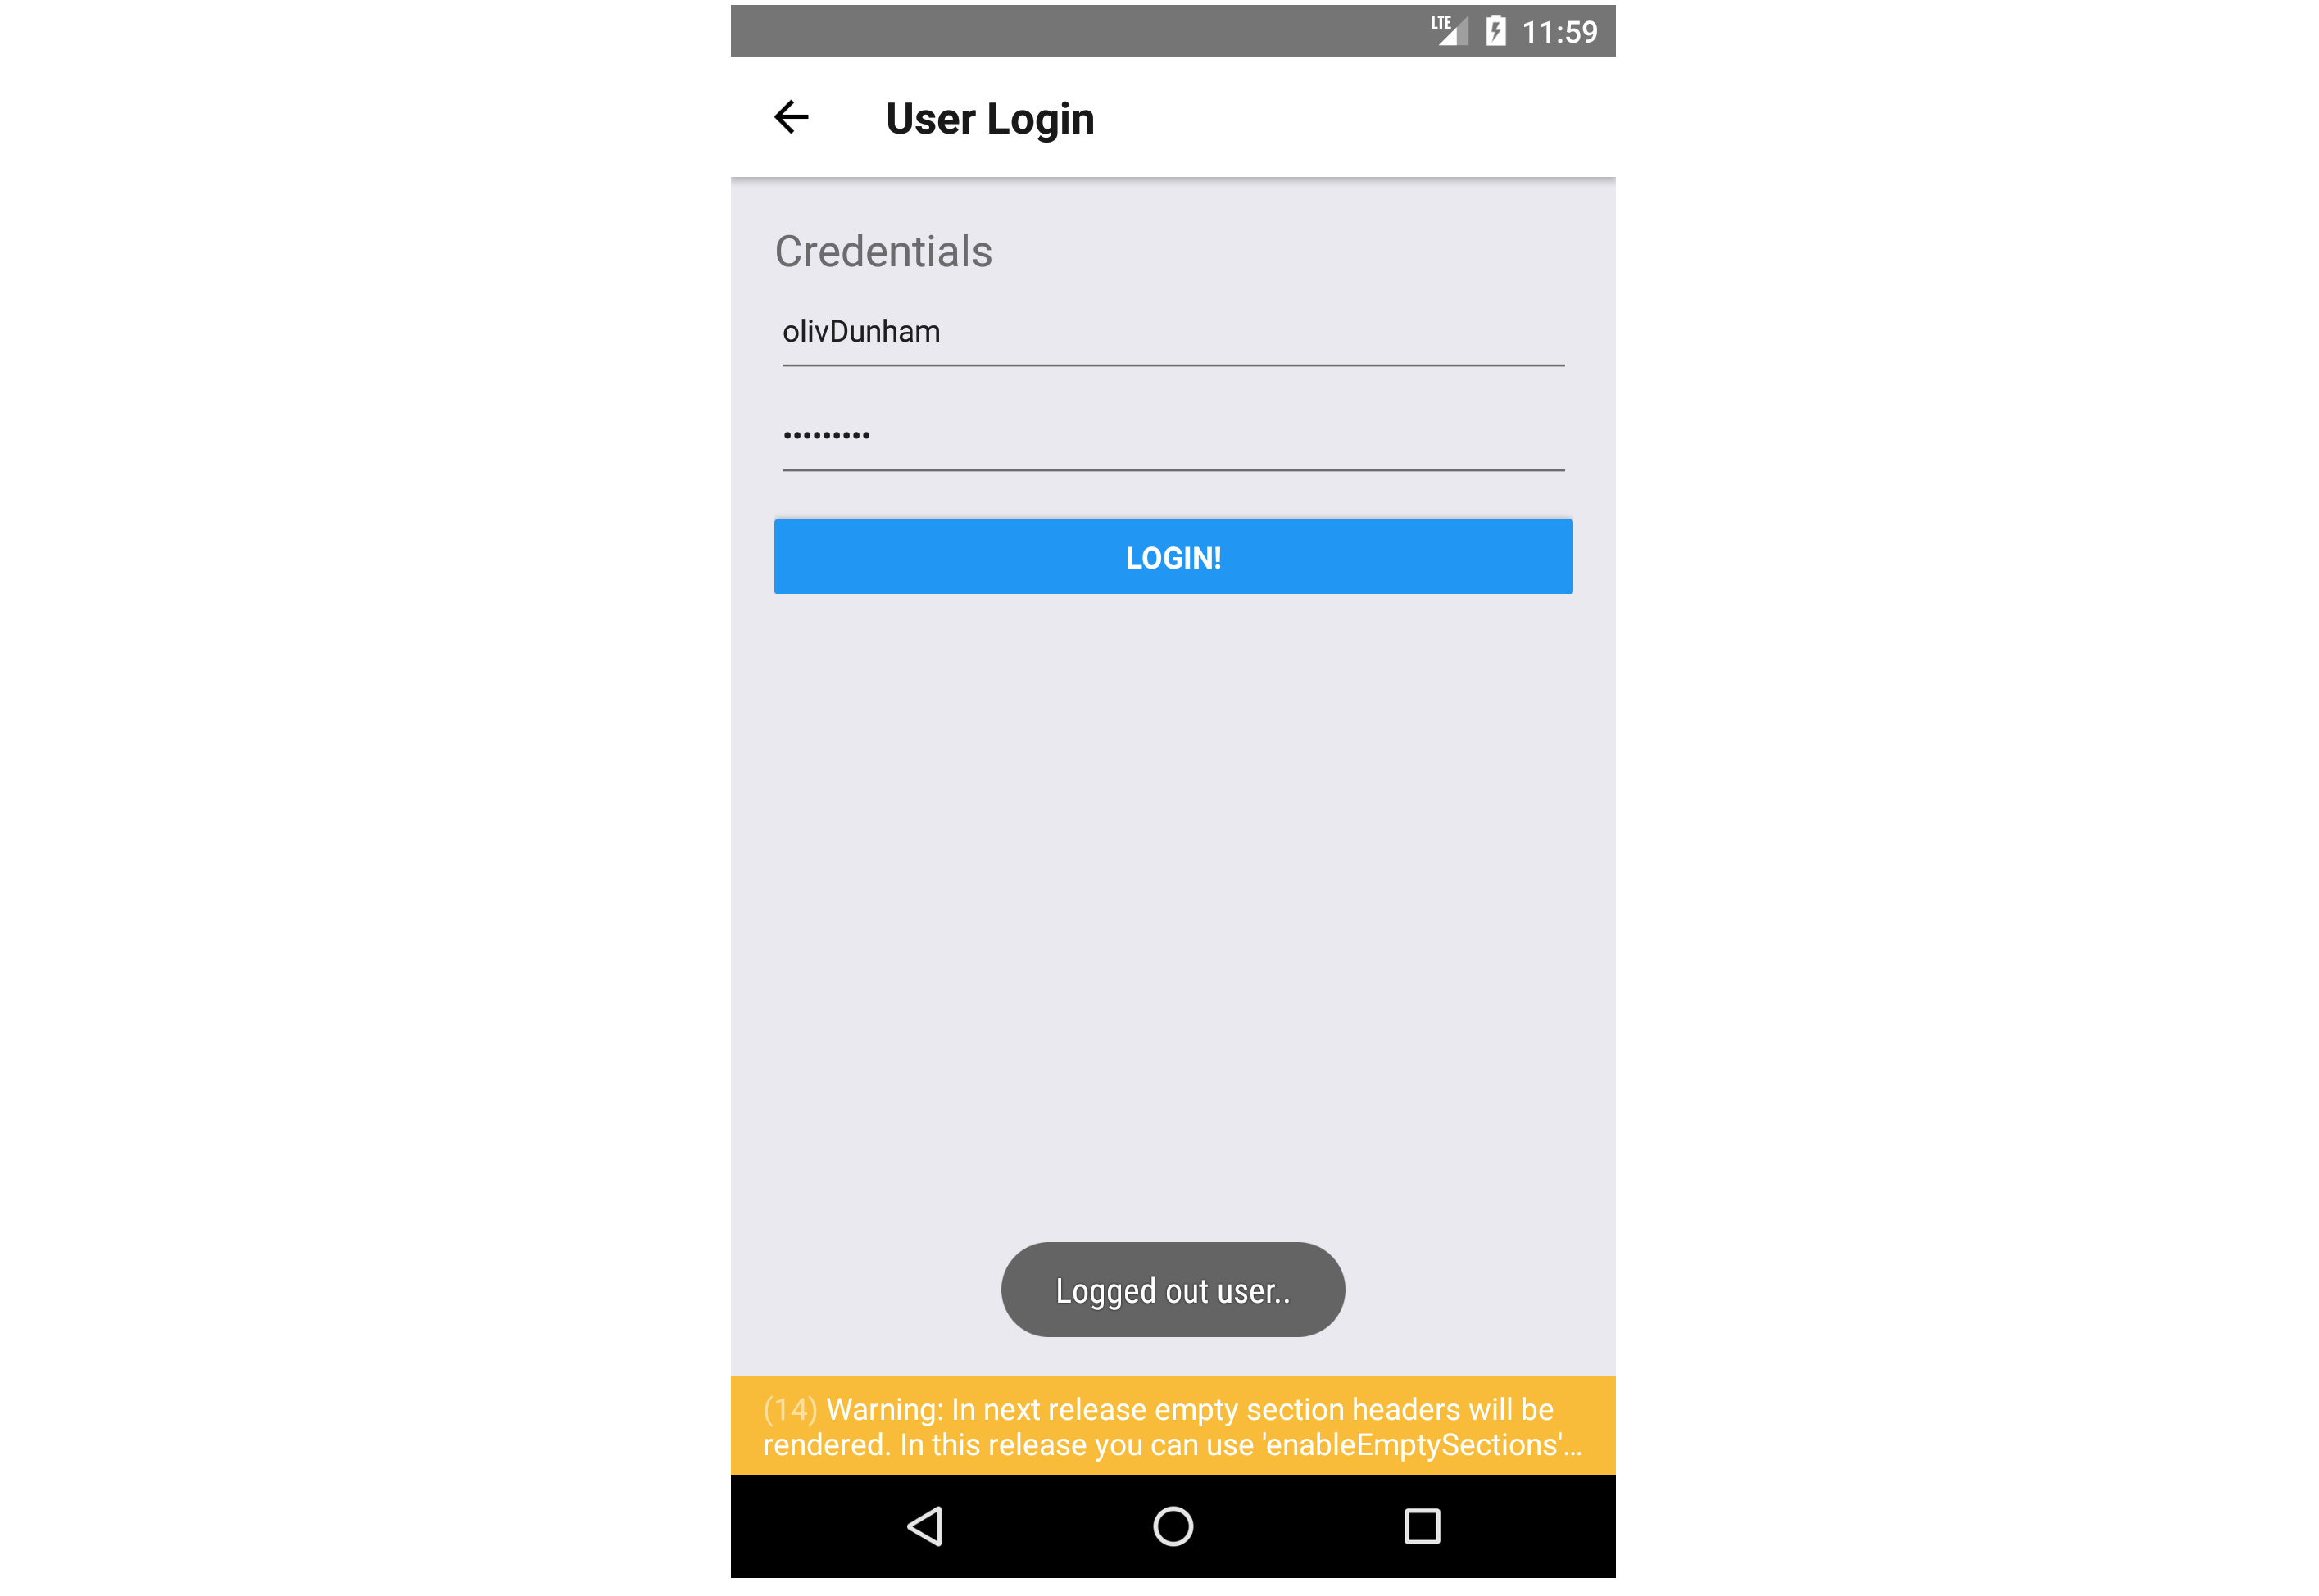 LTE 11:59
User Login
Credentials
olivDunham
•••••••••
LOGIN!
Logged out user..
(14) Warning: In next release empty section headers will be
rendered. In this release you can use 'enableEmptySections'...